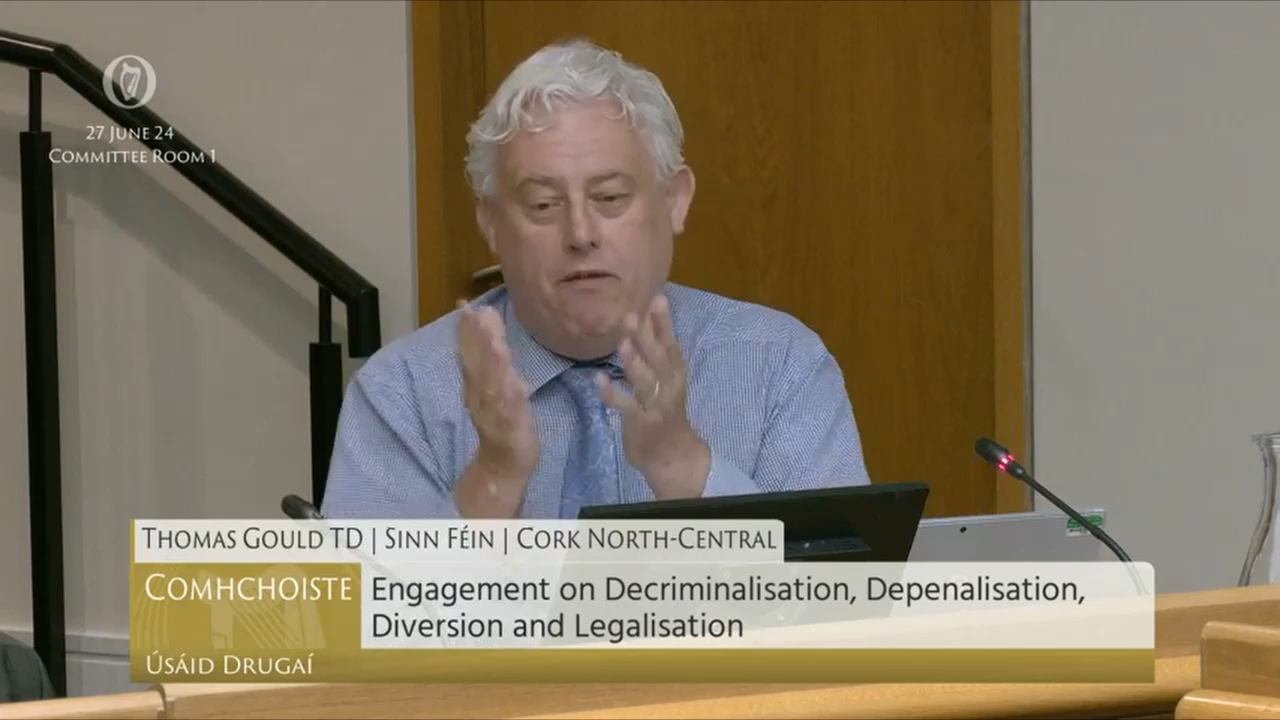 27 June 24
Committee Room 1
Thomas Gould TD | Sinn Féin | Cork North-Central
Comhchoiste
Engagement on Decriminalisation, Depenalisation,
Diversion and Legalisation
Úsáid Drugaí